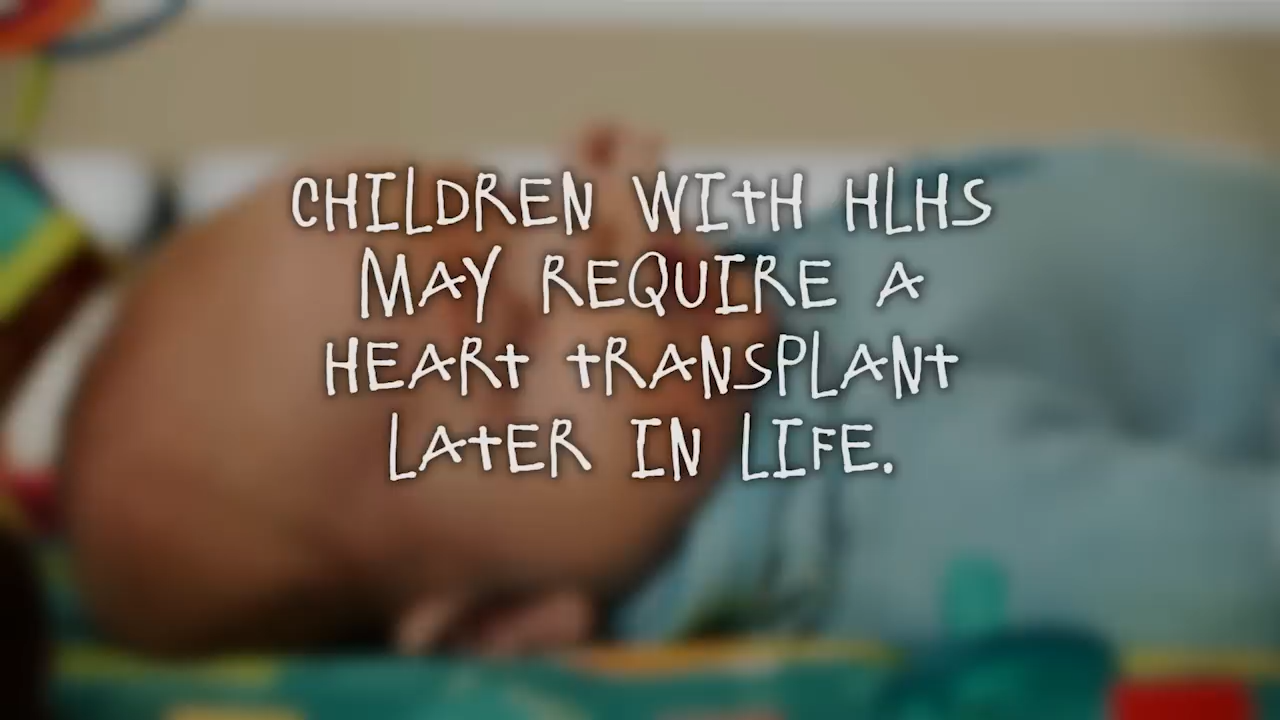 CHILDREN WITH HLHS
MAY REQUIRE A
HEART TRANSPLANT
LATER IN LIFE.